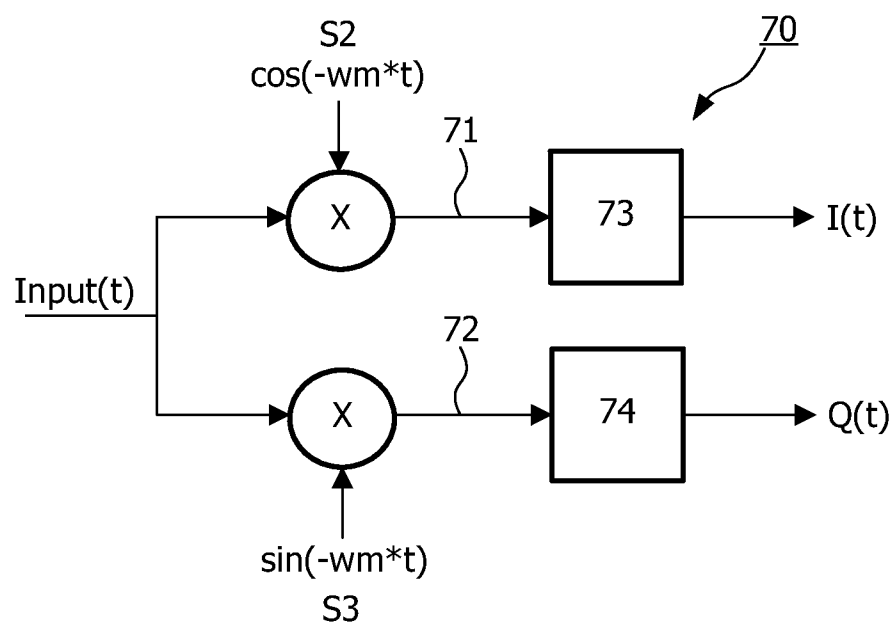 S2
70
cos(-wm*t)
71
X
73
I(t)
Input(t)
72
X
74
Q(t)
sin(-wm*t)
S3